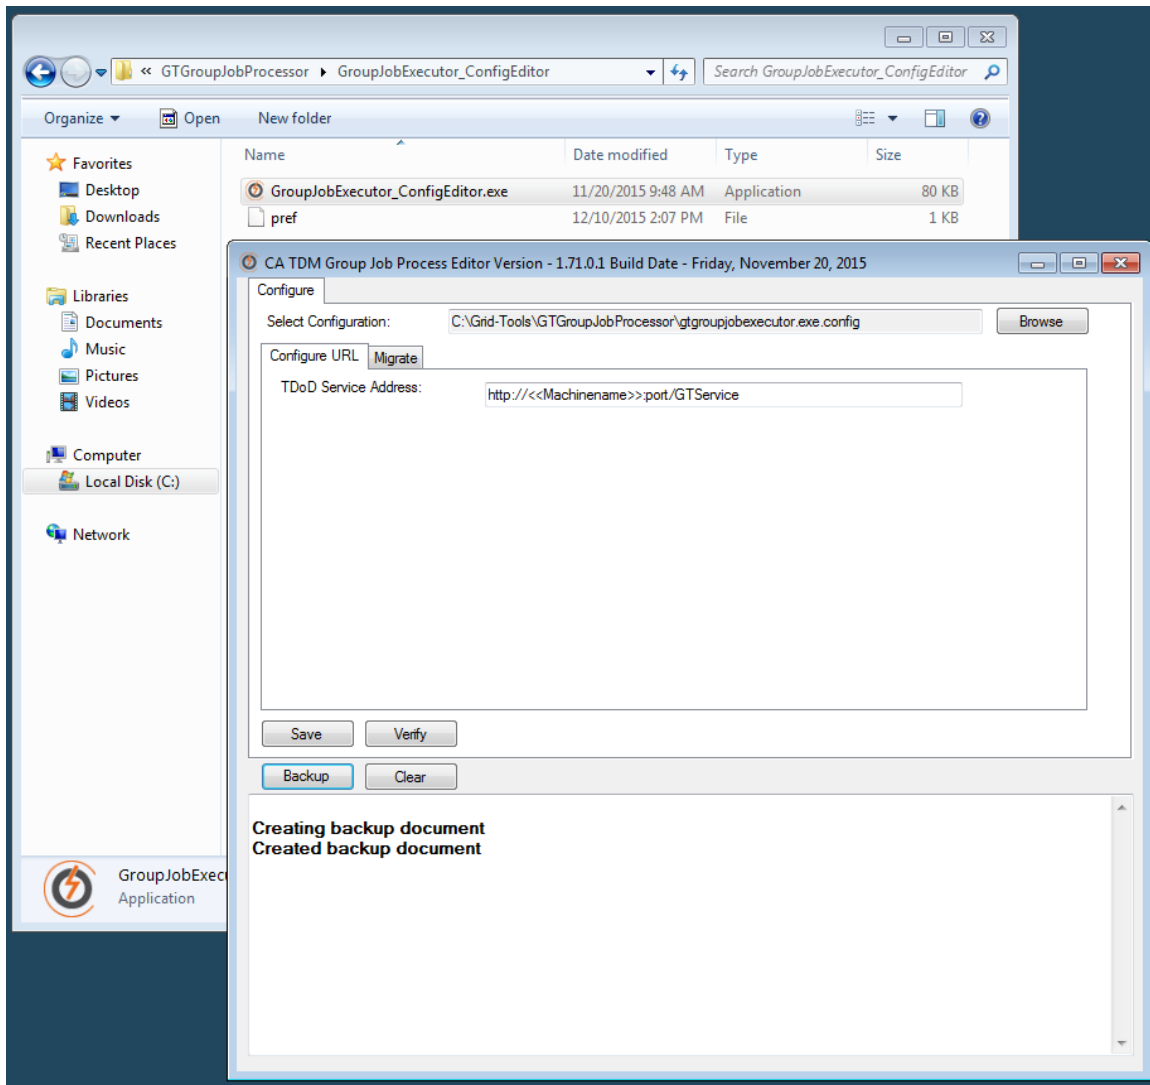 « GTGroupJobProcessor GroupJobExecutor_ConfigEditor Search GroupJobExecutor_ConfigEditor
Organize Open New folder
Name Date modified Type Size
Favorites
Desktop
Downloads
Recent Places
GroupJobExecutor_ConfigEditor.exe 11/20/2015 9:48 AM Application 80 KB
pref 12/10/2015 2:07 PM File 1 KB
Libraries
Documents
Music
Pictures
Videos
Computer
Local Disk (C:)
Network
GroupJobExec
Application
CA TDM Group Job Process Editor Version - 1.71.0.1 Build Date - Friday, November 20, 2015
Configure
Select Configuration: C:\Grid-Tools\GTGroupJobProcessor\gtgroupjobexecutor.exe.config Browse
Configure URL Migrate
TDoD Service Address: http://<<Machinename>>:port/GTService
Save Verify
Backup Clear
Creating backup document
Created backup document